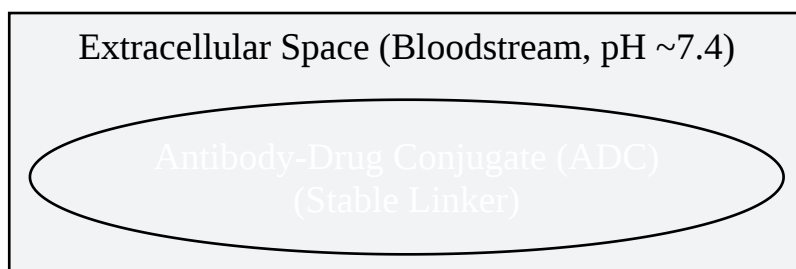 Extracellular Space (Bloodstream, pH ~7.4)
Antibody-Drug Conjugate (ADC)
(Stable Linker)